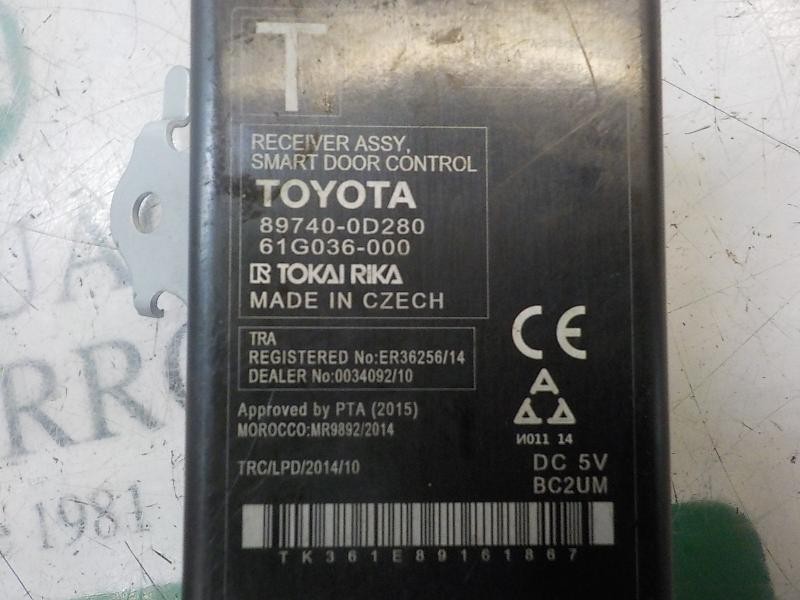 T
RECEIVER ASSY,
SMART DOOR CONTROL
TOYOTA
89740-0D280
61G036-000
TOKAI RIKA
MADE IN CZECH
TRA
REGISTERED No:ER36256/14
DEALER No:0034092/10
Approved by PTA (2015)
MOROCCO:MR9892/2014
TRC/LPD/2014/10
CE
И011 14
DC 5V
BC2UM
TK361E89161867
1981